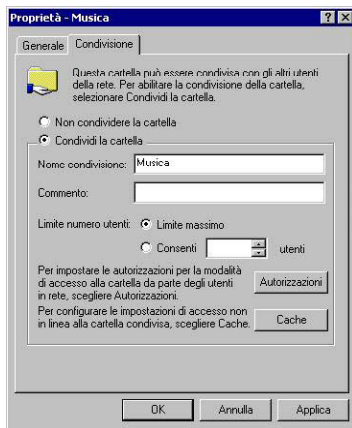 Proprietà - Musica
Generale
Condivisione
Questa cartella può essere condivisa con gli altri utenti
della rete. Per abilitare la condivisione della cartella,
selezionare Condividi la cartella.
Non condividere la cartella
Condividi la cartella
Nome condivisione: Musica
Commento:
Limite numero utenti: Limite massimo
Consenti utenti
Per impostare le autorizzazioni per la modalità
di accesso alla cartella da parte degli utenti
in rete, scegliere Autorizzazioni.
Autorizzazioni
Per configurare le impostazioni di accesso non
in linea alla cartella condivisa, scegliere Cache.
Cache
OK
Annulla
Applica